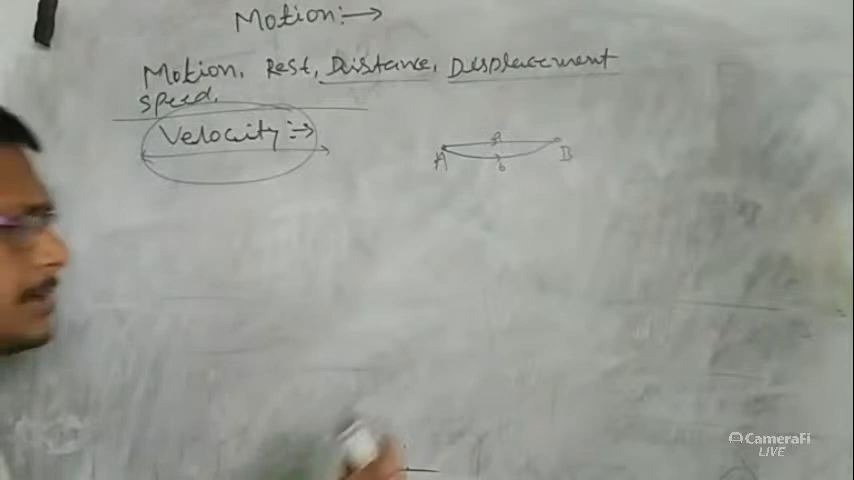 Motion:→
Motion, Rest, Distance, Displacement
Speed,
Velocity:→
A
B
CameraFi
LIVE